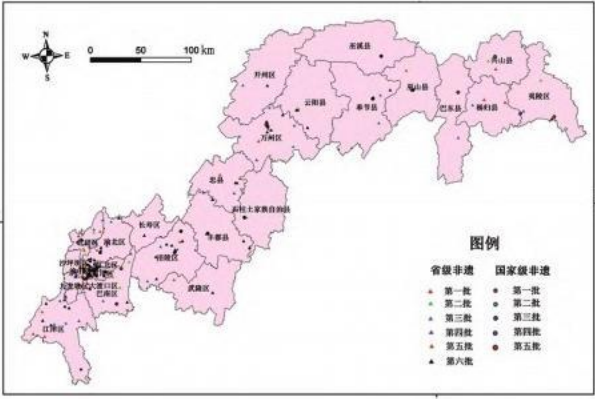 N
W E
S
0 50 100 km
巫溪县
开州区
云阳县
奉节县
巫山县
巴东县
兴山县
秭归县
夷陵区
万州区
忠县
石柱土家族自治县
丰都县
长寿区
涪陵区
武隆区
渝北区
巴南区
江津区
图例
省级非遗 国家级非遗
第一批 第一批
第二批 第二批
第三批 第三批
第四批 第四批
第五批 第五批
第六批